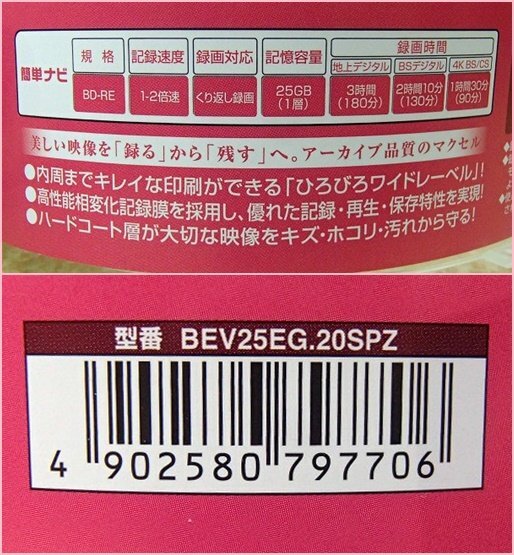 簡単ナビ
規格 記録速度 録画対応 記憶容量 録画時間
地上デジタル BSデジタル 4K BS/CS
BD-RE 1-2倍速 くり返し録画 25GB(1層) 3時間(180分) 2時間10分(130分) 1時間30分(90分)
美しい映像を「録る」から「残す」へ。アーカイブ品質のマクセル
●内周までキレイな印刷ができる「ひろびろワイドレーベル」!
●高性能相変化記録膜を採用し、優れた記録・再生・保存特性を実現!
●ハードコート層が大切な映像をキズ・ホコリ・汚れから守る!
型番 BEV25EG.20SPZ
4 902580 797706